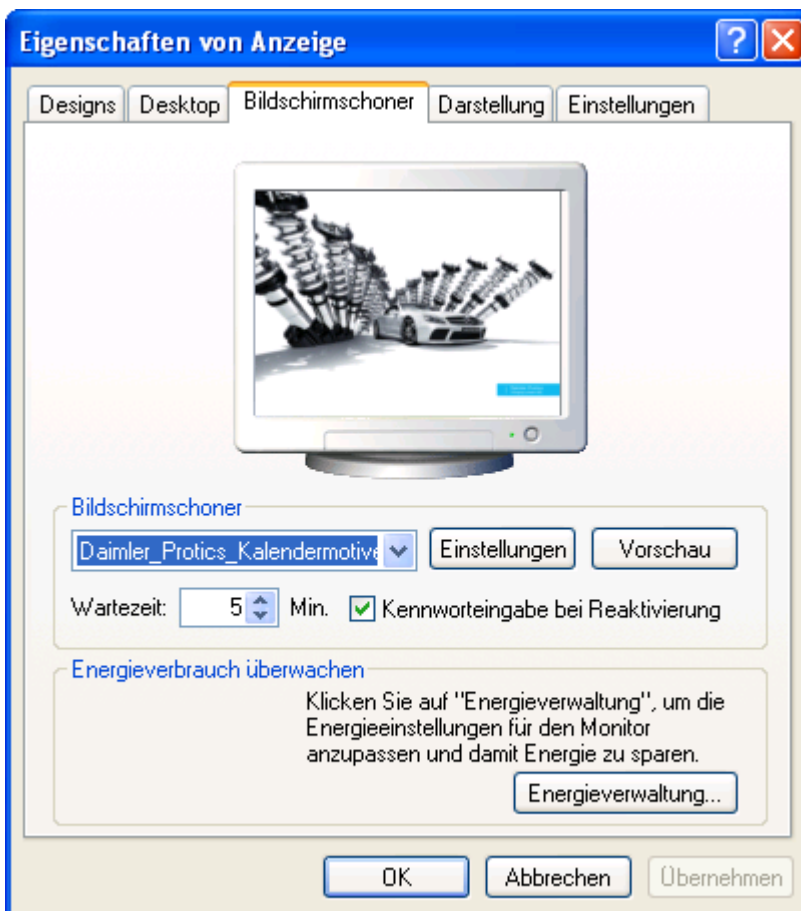 Eigenschaften von Anzeige
Designs Desktop Bildschirmschoner Darstellung Einstellungen
Bildschirmschoner
Daimler_Protics_Kalendermotive Einstellungen Vorschau
Wartezeit: 5 Min. Kennworteingabe bei Reaktivierung
Energieverbrauch überwachen
Klicken Sie auf "Energieverwaltung", um die
Energieeinstellungen für den Monitor
anzupassen und damit Energie zu sparen.
Energieverwaltung...
OK Abbrechen Übernehmen